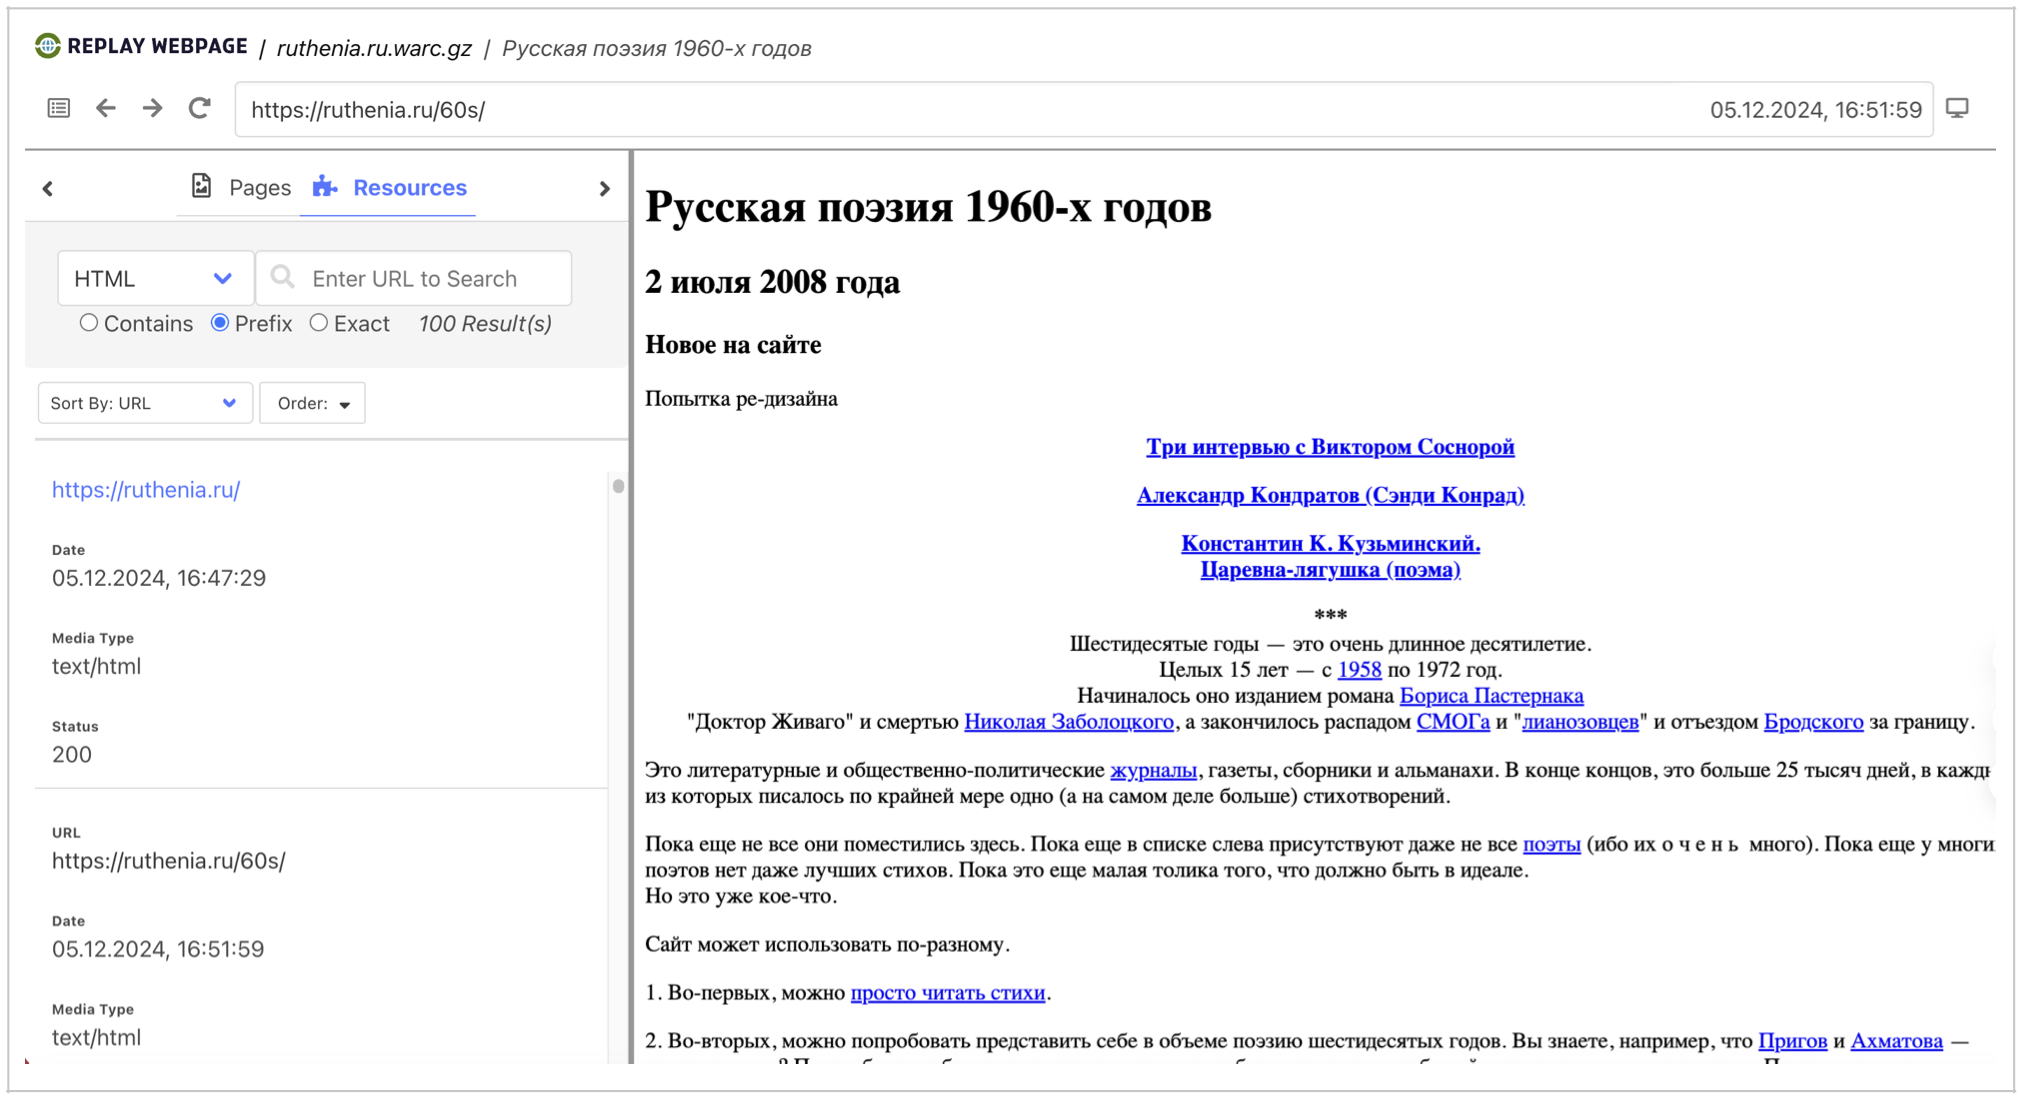 REPLAY WEBPAGE / ruthenia.ru.warc.gz / Русская поэзия 1960-х годов
https://ruthenia.ru/60s/ 05.12.2024, 16:51:59
Pages Resources
HTML Enter URL to Search
Contains Prefix Exact 100 Result(s)
Sort By: URL Order:
https://ruthenia.ru/
Date
05.12.2024, 16:47:29
Media Type
text/html
Status
200
URL
https://ruthenia.ru/60s/
Date
05.12.2024, 16:51:59
Media Type
text/html
Русская поэзия 1960-х годов
2 июля 2008 года
Новое на сайте
Попытка ре-дизайна
Три интервью с Виктором Соснорой
Александр Кондратов (Сэнди Конрад)
Константин К. Кузьминский.
Царевна-лягушка (поэма)
***
Шестидесятые годы — это очень длинное десятилетие.
Целых 15 лет — с 1958 по 1972 год.
Начиналось оно изданием романа Бориса Пастернака
"Доктор Живаго" и смертью Николая Заболоцкого, а закончилось распадом СМОГа и "лианозовцев" и отъездом Бродского за границу.
Это литературные и общественно-политические журналы, газеты, сборники и альманахи. В конце концов, это больше 25 тысяч дней, в кажд
из которых писалось по крайней мере одно (а на самом деле больше) стихотворений.
Пока еще не все они поместились здесь. Пока еще в списке слева присутствуют даже не все поэты (ибо их о ч е н ь много). Пока еще у многи
поэтов нет даже лучших стихов. Пока это еще малая толика того, что должно быть в идеале.
Но это уже кое-что.
Сайт может использовать по-разному.
1. Во-первых, можно просто читать стихи.
2. Во-вторых, можно попробовать представить себе в объеме поэзию шестидесятых годов. Вы знаете, например, что Пригов и Ахматова —